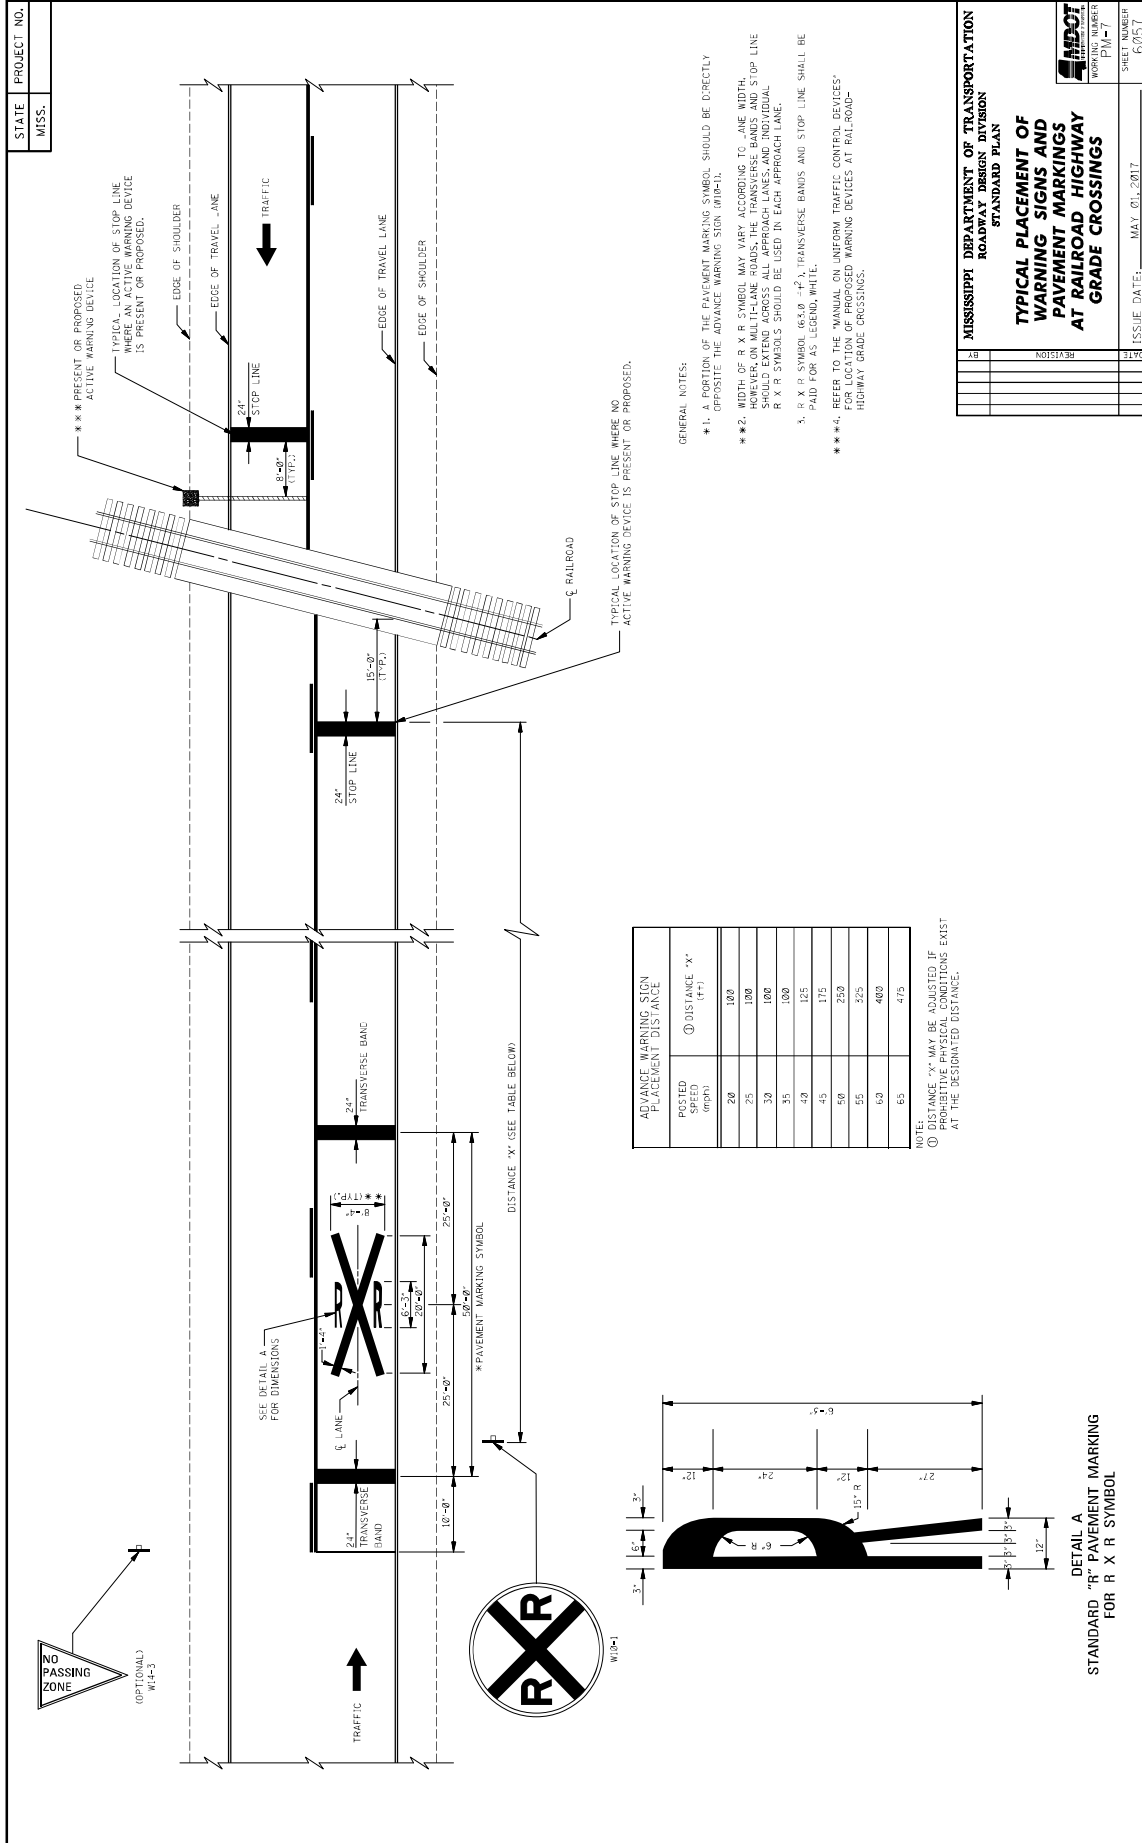 STATE PROJECT NO.
MISS.
* * * PRESENT OR PROPOSED
ACTIVE WARNING DEVICE
TYPICAL LOCATION OF STOP LINE
WHERE AN ACTIVE WARNING DEVICE
IS PRESENT OR PROPOSED.
EDGE OF SHOULDER
EDGE OF TRAVEL LANE
TRAFFIC
24"
STOP LINE
8'-0"
(TYP.)
EDGE OF TRAVEL LANE
EDGE OF SHOULDER
℄ RAILROAD
15'-0"
(TYP.)
TYPICAL LOCATION OF STOP LINE WHERE NO
ACTIVE WARNING DEVICE IS PRESENT OR PROPOSED.
24"
STOP LINE
DISTANCE "X" (SEE TABLE BELOW)
24"
TRANSVERSE BAND
8'-4"
* * (TYP.)
SEE DETAIL A
FOR DIMENSIONS
1'-4"
℄ LANE
6'-3"
20'-0"
25'-0"
25'-0"
50'-0"
* PAVEMENT MARKING SYMBOL
24"
TRANSVERSE
BAND
10'-0"
NO
PASSING
ZONE
(OPTIONAL)
W14-3
TRAFFIC
R R
W10-1
GENERAL NOTES:
* 1. A PORTION OF THE PAVEMENT MARKING SYMBOL SHOULD BE DIRECTLY
OPPOSITE THE ADVANCE WARNING SIGN (W10-1).
* * 2. WIDTH OF R X R SYMBOL MAY VARY ACCORDING TO LANE WIDTH.
HOWEVER, ON MULTI-LANE ROADS, THE TRANSVERSE BANDS AND STOP LINE
SHOULD EXTEND ACROSS ALL APPROACH LANES, AND INDIVIDUAL
R X R SYMBOLS SHOULD BE USED IN EACH APPROACH LANE.
3. R X R SYMBOL (63.0 ft²), TRANSVERSE BANDS AND STOP LINE SHALL BE
PAID FOR AS LEGEND, WHITE.
* * * 4. REFER TO THE "MANUAL ON UNIFORM TRAFFIC CONTROL DEVICES"
FOR LOCATION OF PROPOSED WARNING DEVICES AT RAILROAD-
HIGHWAY GRADE CROSSINGS.
ADVANCE WARNING SIGN
PLACEMENT DISTANCE
POSTED
SPEED
(mph)
① DISTANCE "X"
(ft)
20 100
25 100
30 100
35 100
40 125
45 175
50 250
55 325
60 400
65 475
NOTE:
① DISTANCE "X" MAY BE ADJUSTED IF
PROHIBITIVE PHYSICAL CONDITIONS EXIST
AT THE DESIGNATED DISTANCE.
3" 6" 3"
6" R
15" R
12" 24" 12" 27"
6'-3"
3" 3" 3" 3"
12"
DETAIL A
STANDARD "R" PAVEMENT MARKING
FOR R X R SYMBOL
BY
REVISION
DATE
MISSISSIPPI DEPARTMENT OF TRANSPORTATION
ROADWAY DESIGN DIVISION
STANDARD PLAN
TYPICAL PLACEMENT OF
WARNING SIGNS AND
PAVEMENT MARKINGS
AT RAILROAD HIGHWAY
GRADE CROSSINGS
MDOT
WORKING NUMBER
PM-7
SHEET NUMBER
6057
ISSUE DATE: MAY 01, 2017